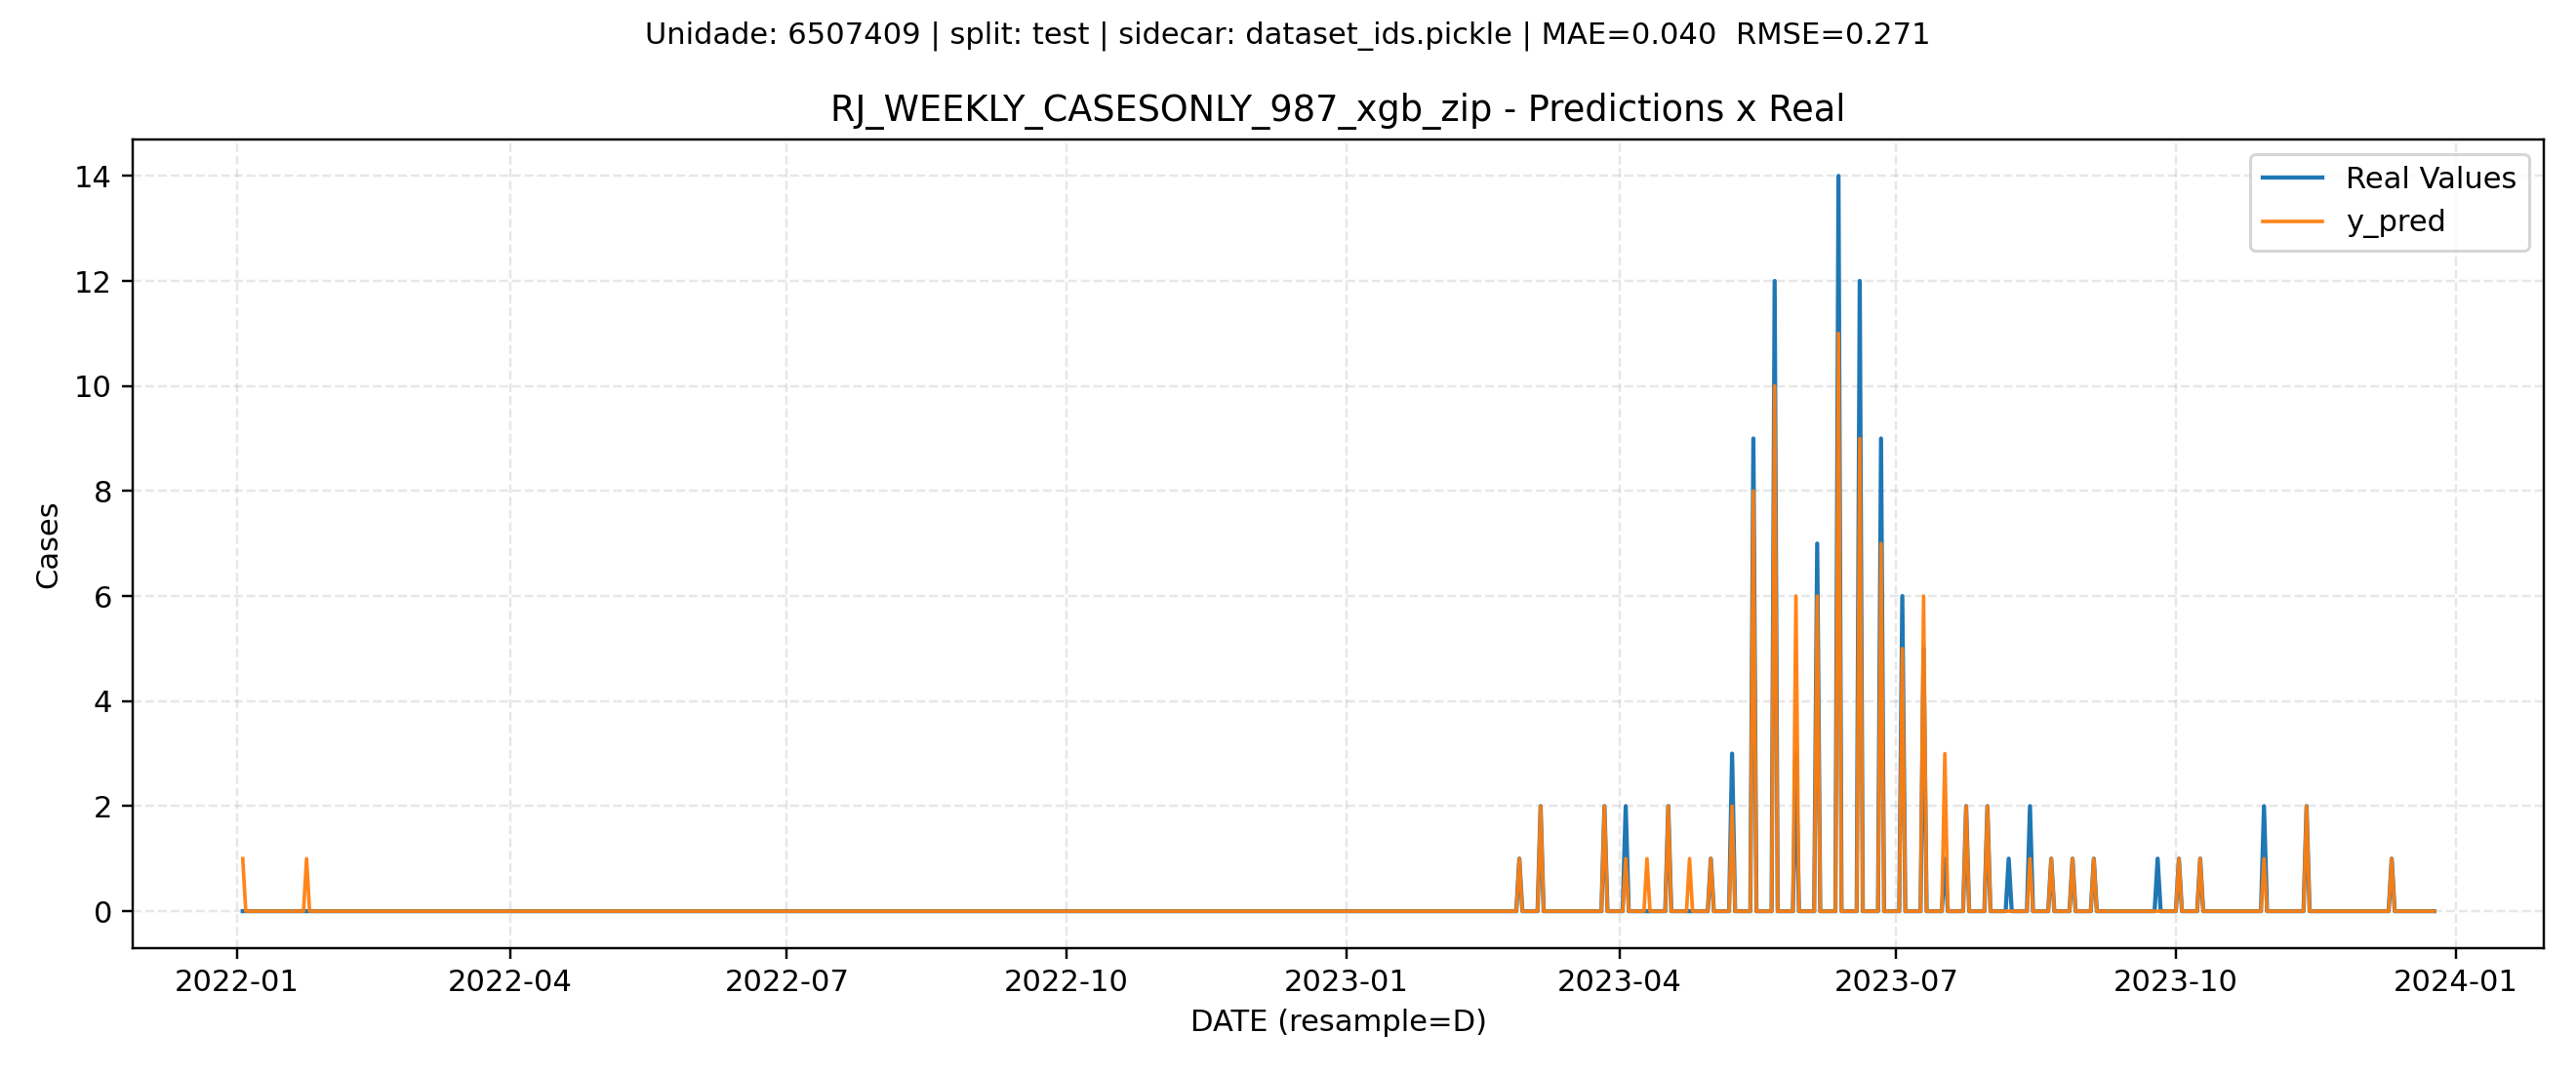 Unidade: 6507409 | split: test | sidecar: dataset_ids.pickle | MAE=0.040  RMSE=0.271
RJ_WEEKLY_CASESONLY_987_xgb_zip - Predictions x Real
Real Values
y_pred
Cases
14
12
10
8
6
4
2
0
2022-01 2022-04 2022-07 2022-10 2023-01 2023-04 2023-07 2023-10 2024-01
DATE (resample=D)